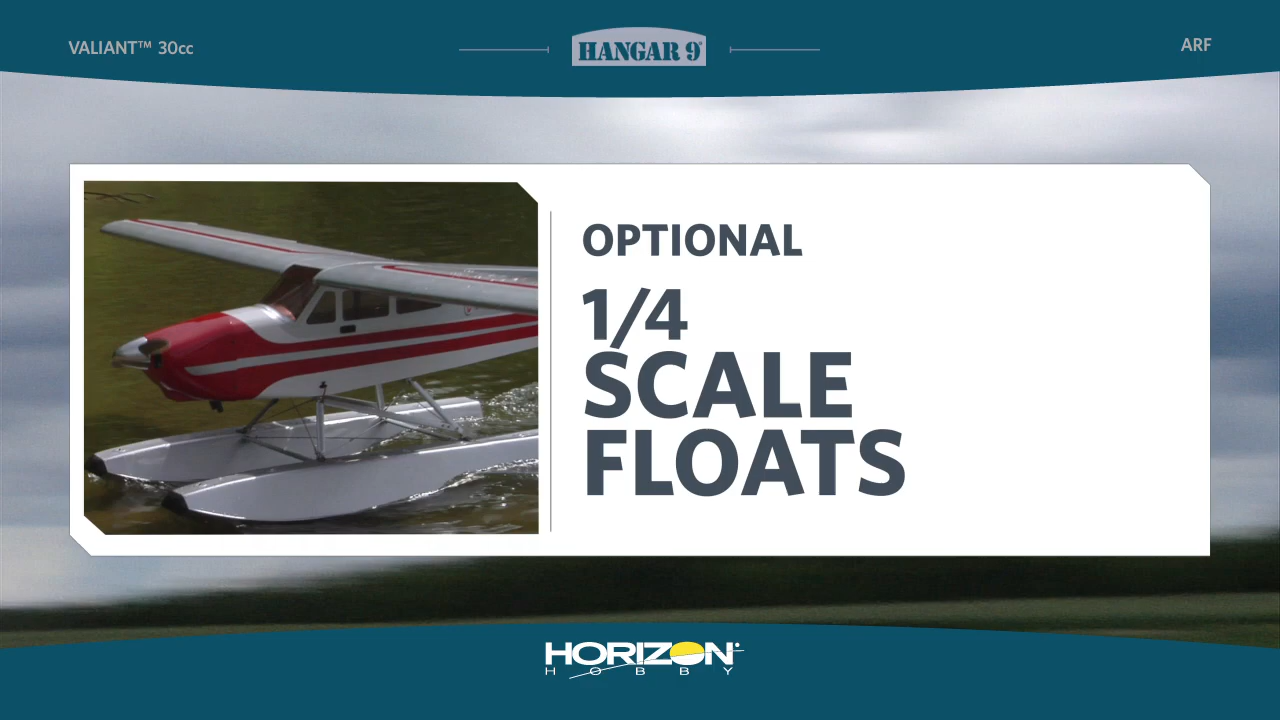 VALIANT™ 30cc
HANGAR 9®
ARF
OPTIONAL
1/4
SCALE
FLOATS
HORIZON®
HOBBY